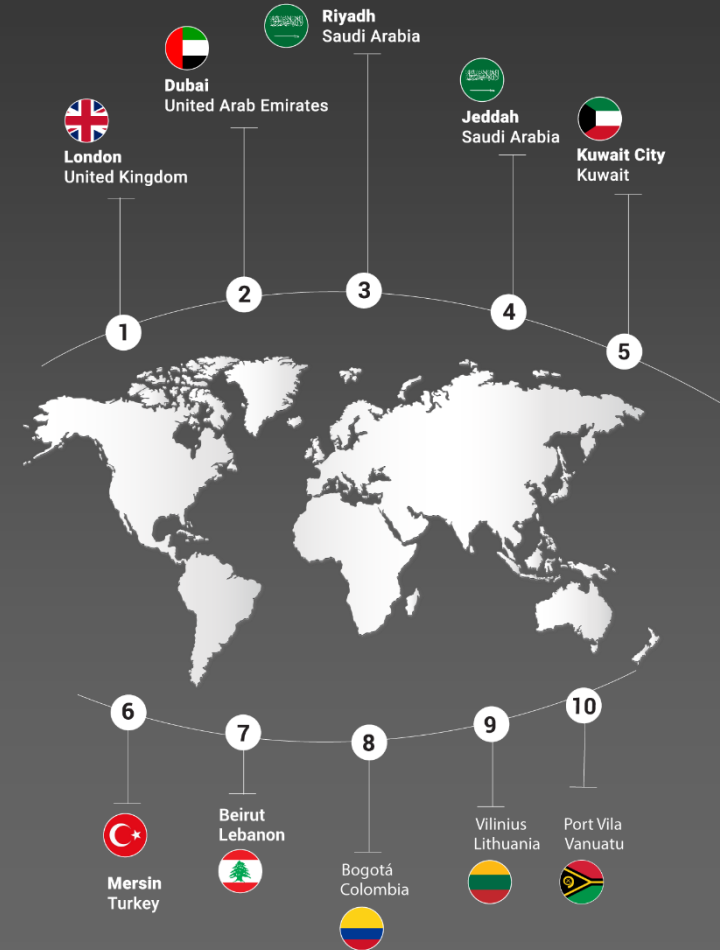 Riyadh
Saudi Arabia
Dubai
United Arab Emirates
Jeddah
Saudi Arabia
London
United Kingdom
Kuwait City
Kuwait
1
2
3
4
5
6
7
8
9
10
Mersin
Turkey
Beirut
Lebanon
Bogotá
Colombia
Vilinius
Lithuania
Port Vila
Vanuatu